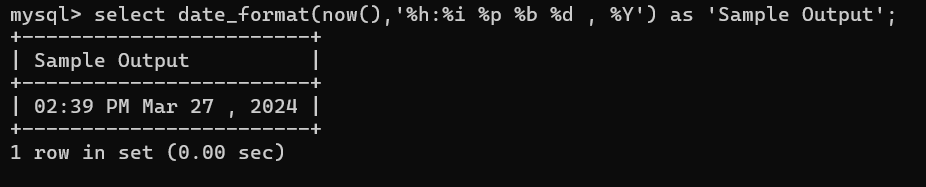 mysql> select date_format(now(),'%h:%i %p %b %d , %Y') as 'Sample Output';
+------------------------+
| Sample Output          |
+------------------------+
| 02:39 PM Mar 27 , 2024 |
+------------------------+
1 row in set (0.00 sec)